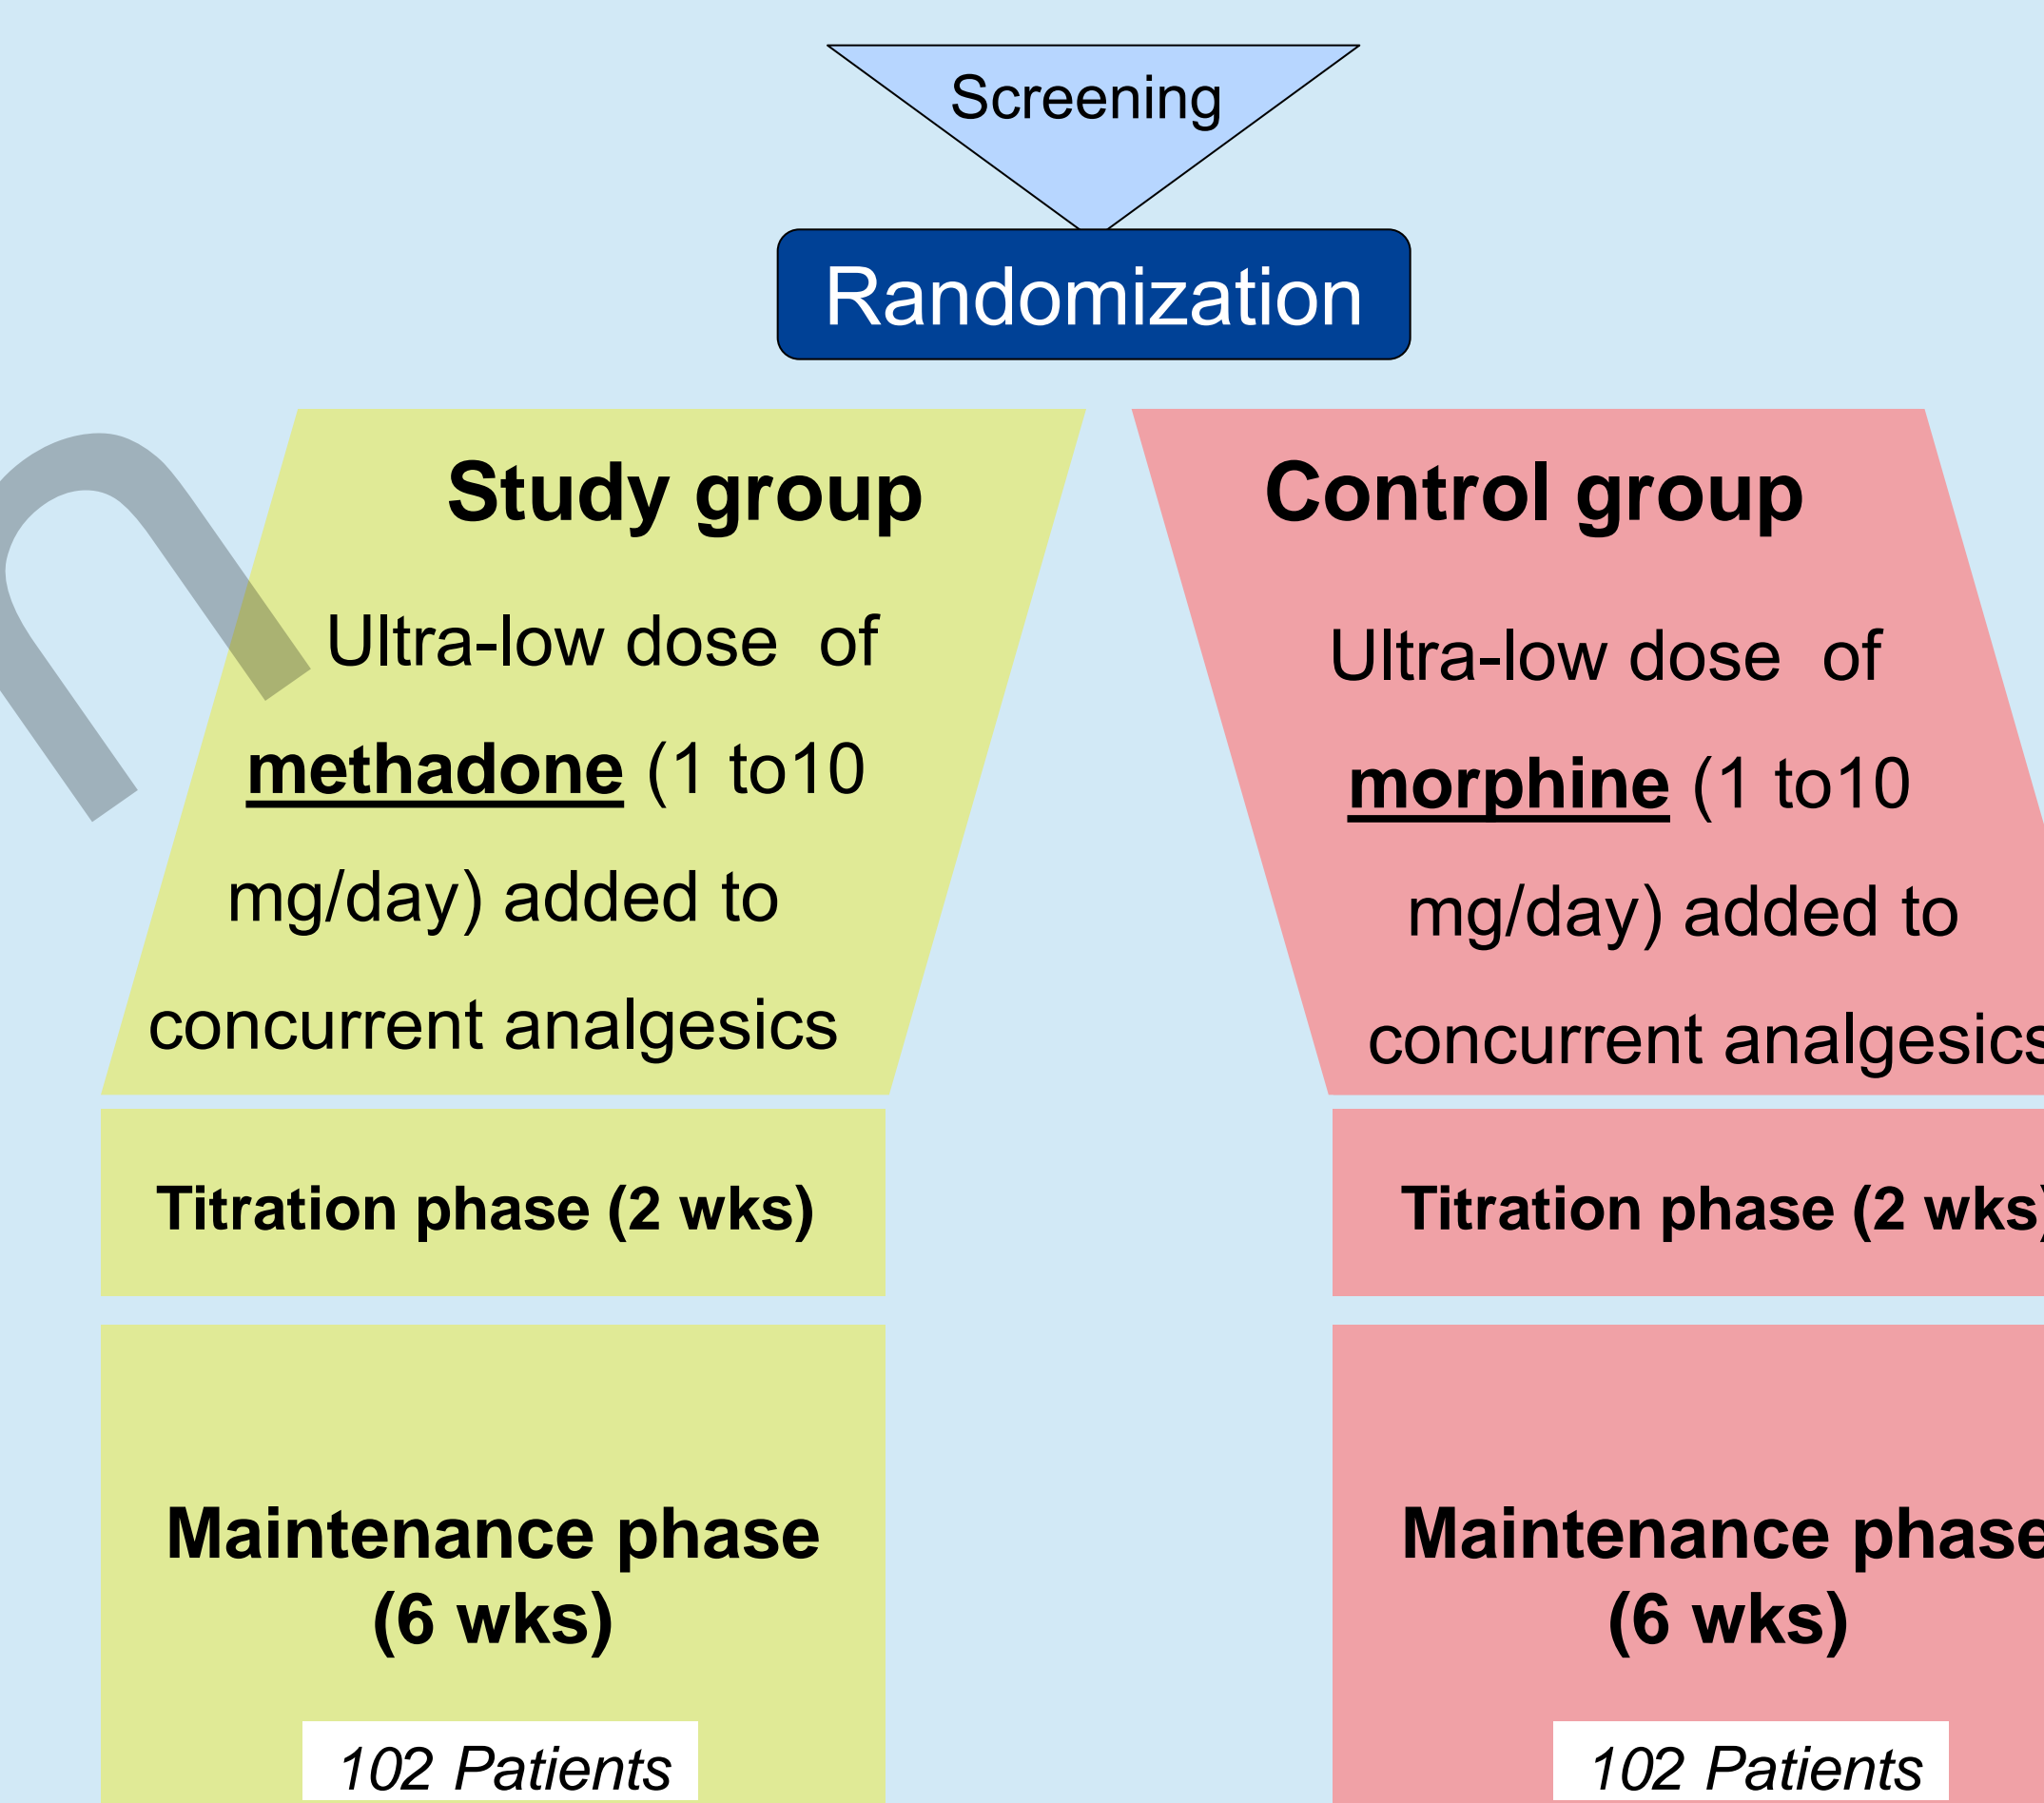 Screening
Randomization
Study group
Ultra-low dose  of
methadone (1 to10
mg/day) added to
concurrent analgesics
Titration phase (2 wks)
Maintenance phase
(6 wks)
102 Patients
Control group
Ultra-low dose  of
morphine (1 to10
mg/day) added to
concurrent analgesics
Titration phase (2 wks)
Maintenance phase
(6 wks)
102 Patients